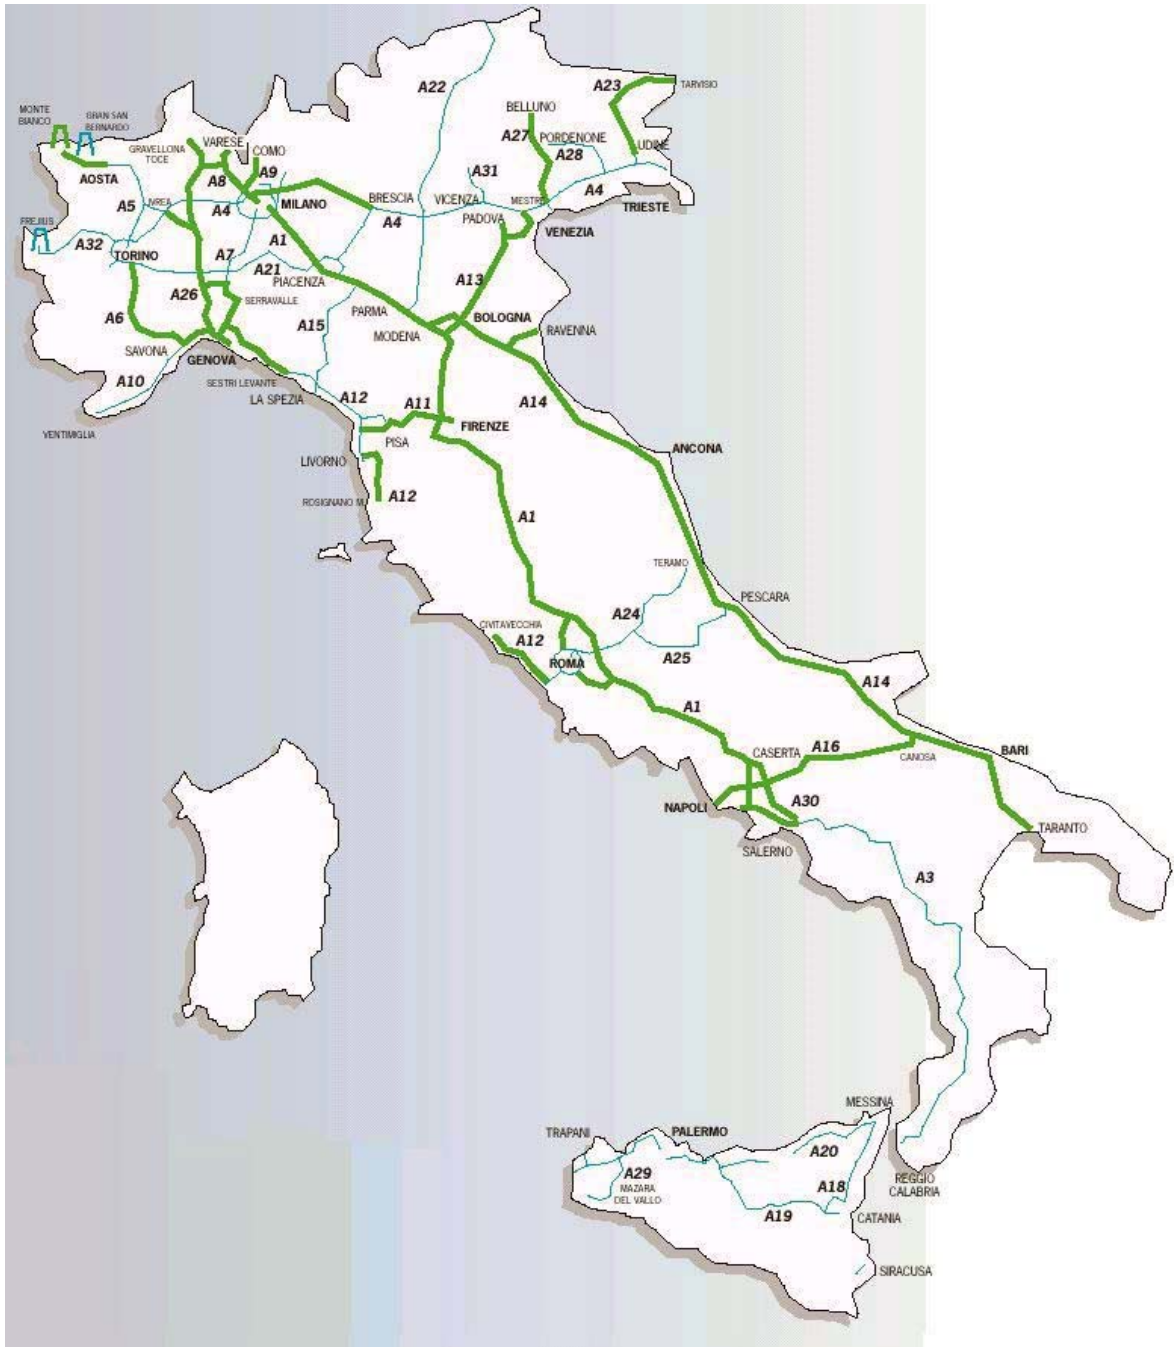 A22
A23
TARVISIO
MONTE
BIANCO
GRAN SAN
BERNARDO
BELLUNO
A27
PORDENONE
A28
UDINE
GRAVELLONA
TOCE
VARESE
COMO
A8
A9
A31
AOSTA
A5
IVREA
A4
MILANO
BRESCIA
VICENZA
MESTRE
A4
TRIESTE
FREJUS
A32
TORINO
A7
A1
A4
PADOVA
VENEZIA
A21
PIACENZA
A13
A26
SERRAVALLE
A6
A15
PARMA
MODENA
BOLOGNA
RAVENNA
SAVONA
GENOVA
A10
SESTRI LEVANTE
LA SPEZIA
A12
A11
A14
VENTIMIGLIA
PISA
FIRENZE
ANCONA
LIVORNO
ROSIGNANO M.
A12
A1
TERAMO
PESCARA
A24
CIVITAVECCHIA
A12
ROMA
A25
A14
A1
CASERTA
A16
CANOSA
BARI
NAPOLI
A30
TARANTO
SALERNO
A3
MESSINA
TRAPANI
PALERMO
A20
A29
MAZARA
DEL VALLO
A18
REGGIO
CALABRIA
A19
CATANIA
SIRACUSA